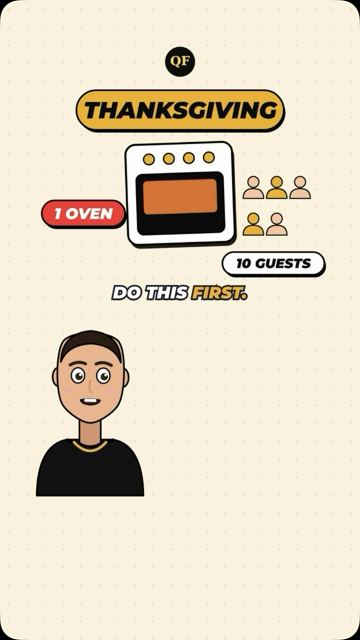 QF
THANKSGIVING
1 OVEN
10 GUESTS
DO THIS FIRST.